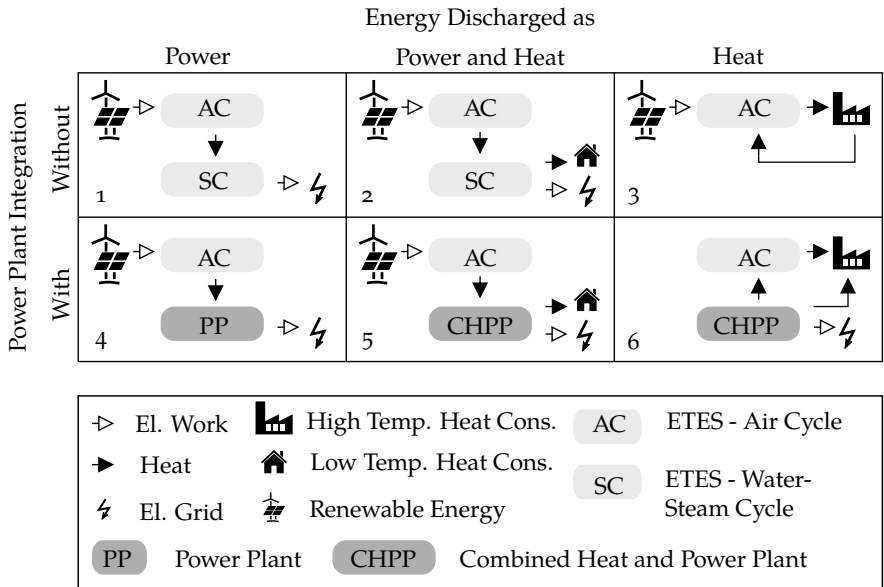 Energy Discharged as
Power Power and Heat Heat
Power Plant Integration
Without
With
AC AC AC
SC SC
1 2 3
AC AC AC
PP CHPP CHPP
4 5 6
El. Work High Temp. Heat Cons. AC ETES - Air Cycle
Heat Low Temp. Heat Cons. SC ETES - Water-
Steam Cycle
El. Grid Renewable Energy
PP Power Plant CHPP Combined Heat and Power Plant